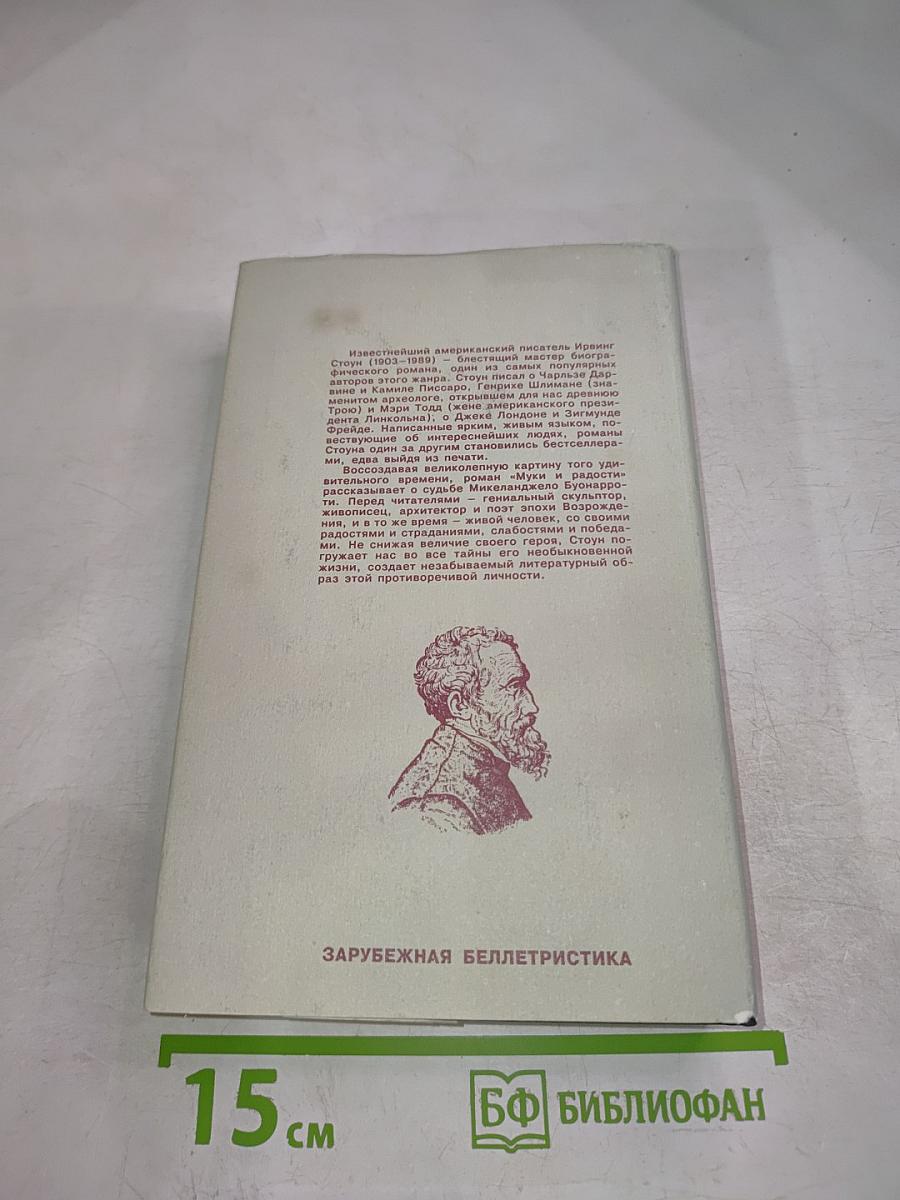 Известнейший американский писатель Ирвинг
Стоун (1903–1989) – блестящий мастер биогра-
фического романа, один из самых популярных
авторов этого жанра. Стоун писал о Чарльзе Дар-
вине и Камиле Писсаро, Генрихе Шлимане (зна-
менитом археологе, открывшем для нас древнюю
Трою) и Мэри Тодд (жене американского прези-
дента Линкольна), о Джеке Лондоне и Зигмунде
Фрейде. Написанные ярким, живым языком, по-
вествующие об интереснейших людях, романы
Стоуна один за другим становились бестселлера-
ми, едва выйдя из печати.
Воссоздавая великолепную картину того уди-
вительного времени, роман «Муки и радости»
рассказывает о судьбе Микеланджело Буонарро-
ти. Перед читателями – гениальный скульптор,
живописец, архитектор и поэт эпохи Возрожде-
ния, и в то же время – живой человек, со своими
радостями и страданиями, слабостями и победа-
ми. Не снижая величие своего героя, Стоун по-
гружает нас во все тайны его необыкновенной
жизни, создает незабываемый литературный об-
раз этой противоречивой личности.
ЗАРУБЕЖНАЯ БЕЛЛЕТРИСТИКА
15 см
БФ БИБЛИОФАН